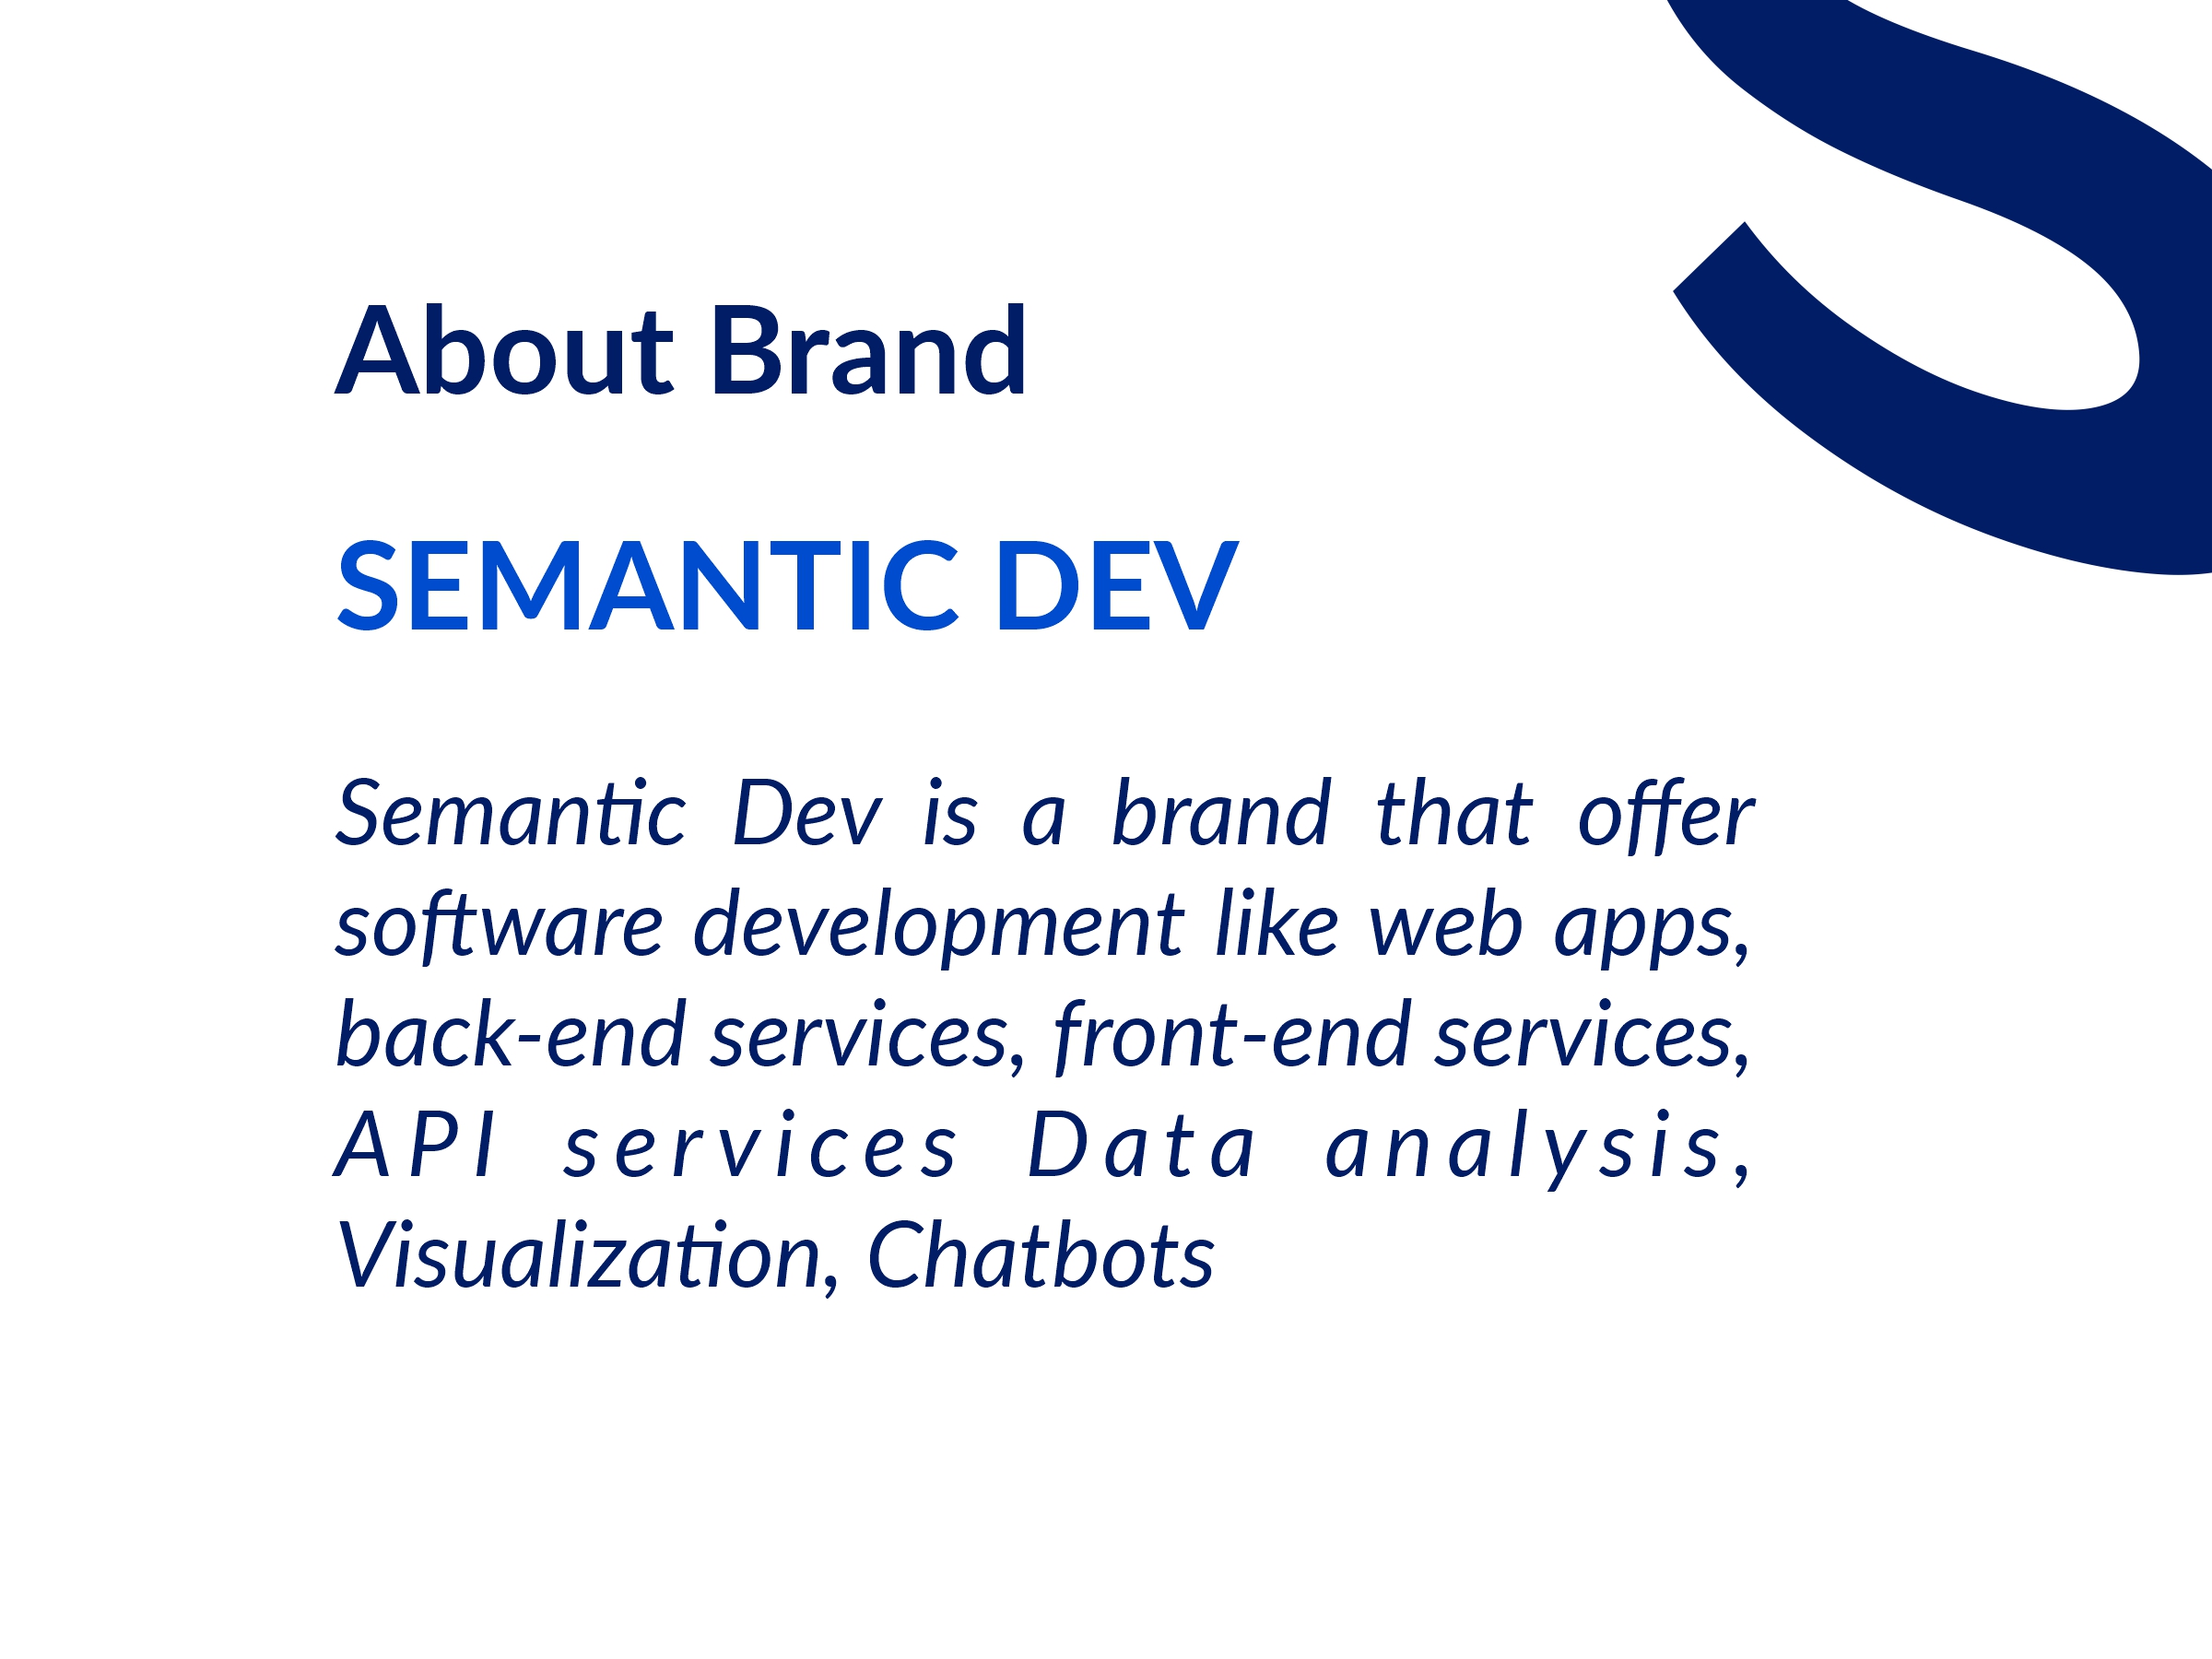 About Brand
SEMANTIC DEV
Semantic Dev is a brand that offer
software development like web apps,
back-end services, front-end services,
API services Data analysis,
Visualization, Chatbots